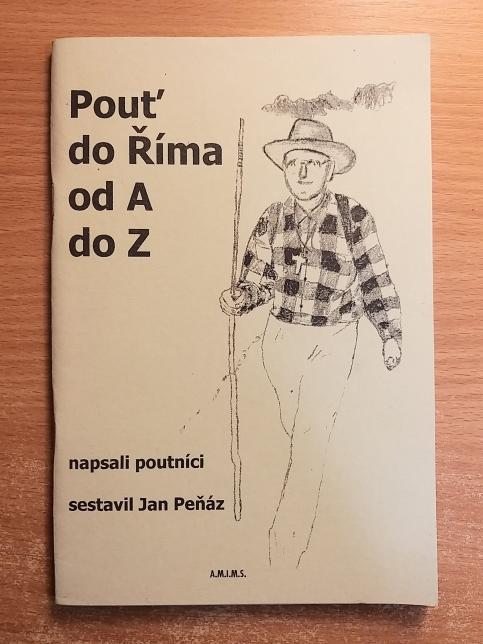 Pouť
do Říma
od A
do Z
napsali poutníci
sestavil Jan Peňáz
A.M.I.M.S.